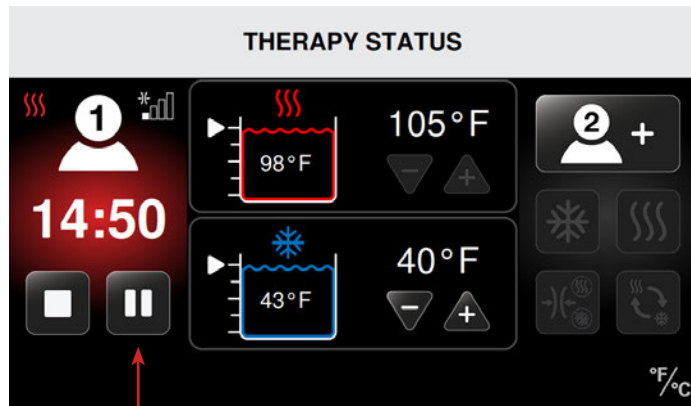 THERAPY STATUS
1
14:50
98°F
105°F
43°F
40°F
2 +
°F/°C